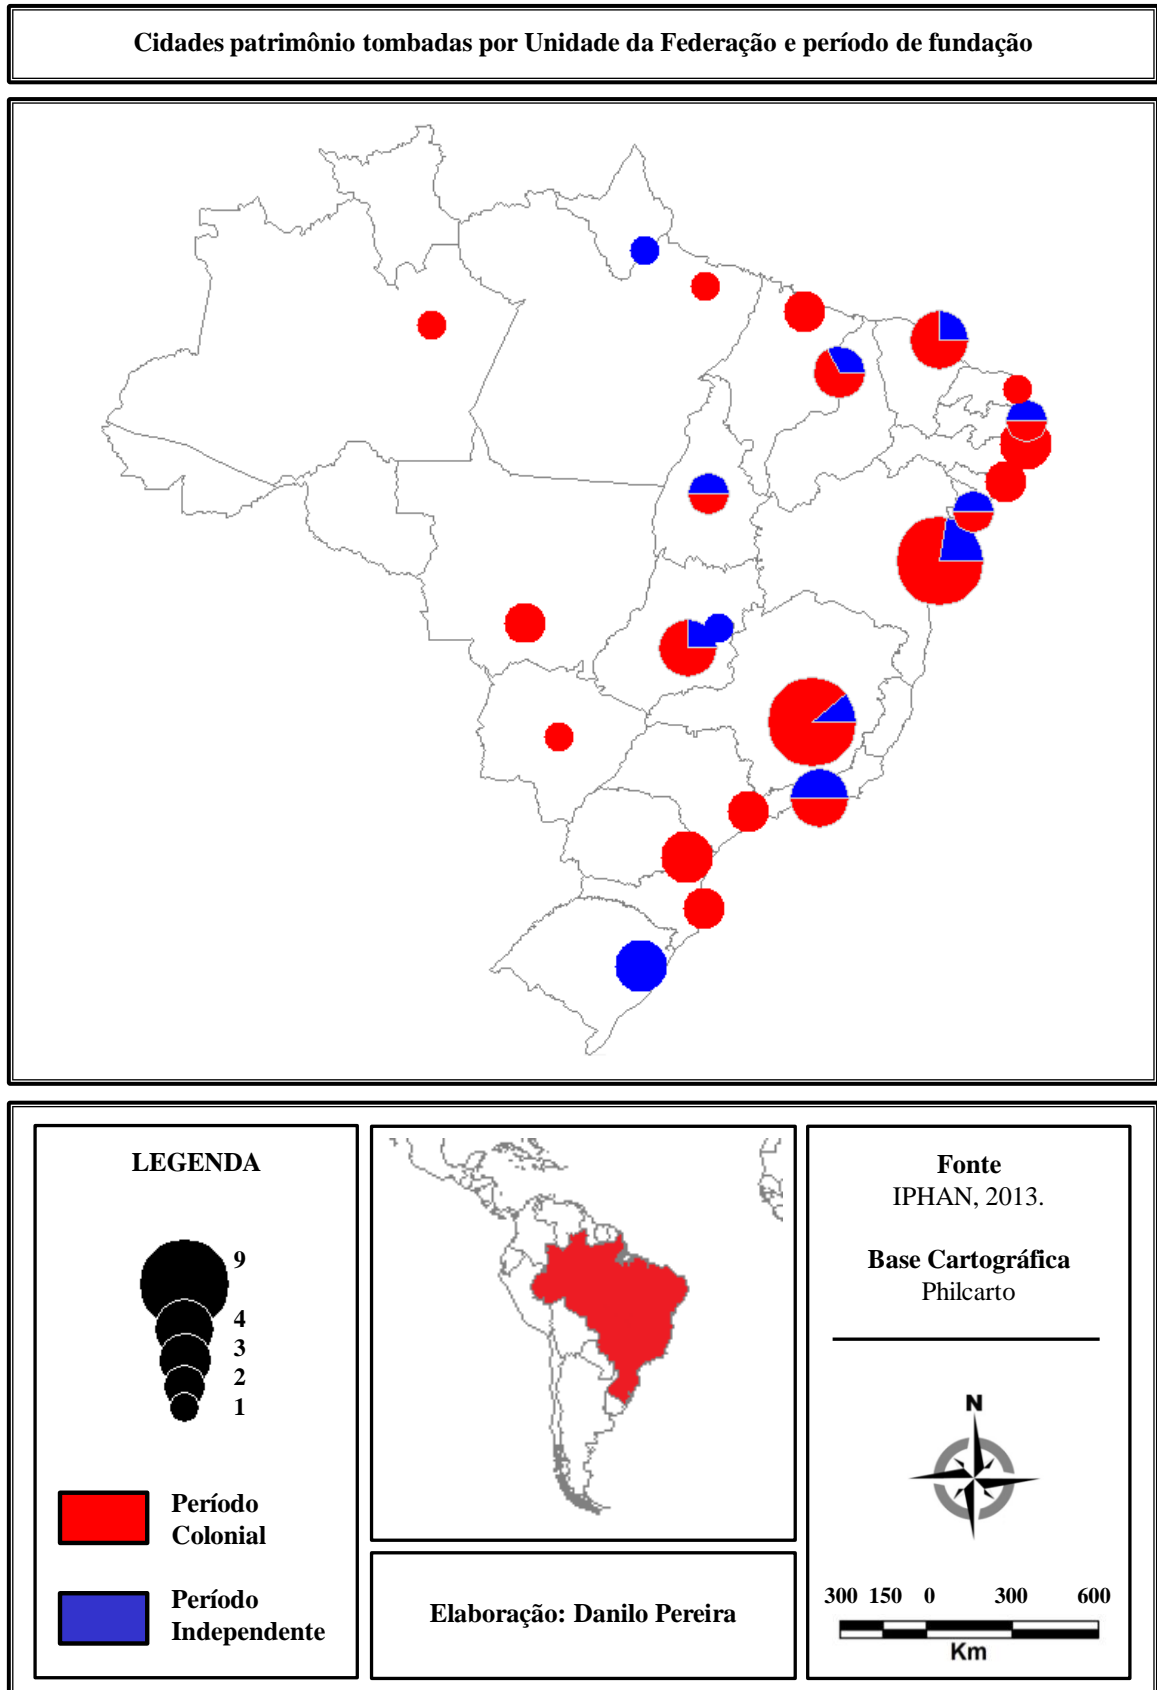 Cidades patrimônio tombadas por Unidade da Federação e período de fundação
LEGENDA
9
4
3
2
1
Período
Colonial
Período
Independente
Elaboração: Danilo Pereira
Fonte
IPHAN, 2013.
Base Cartográfica
Philcarto
N
300 150 0 300 600
Km